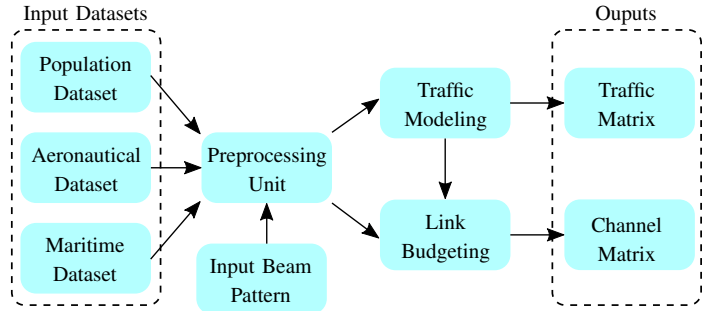 Input Datasets
Population
Dataset
Aeronautical
Dataset
Maritime
Dataset
Preprocessing
Unit
Input Beam
Pattern
Traffic
Modeling
Link
Budgeting
Ouputs
Traffic
Matrix
Channel
Matrix